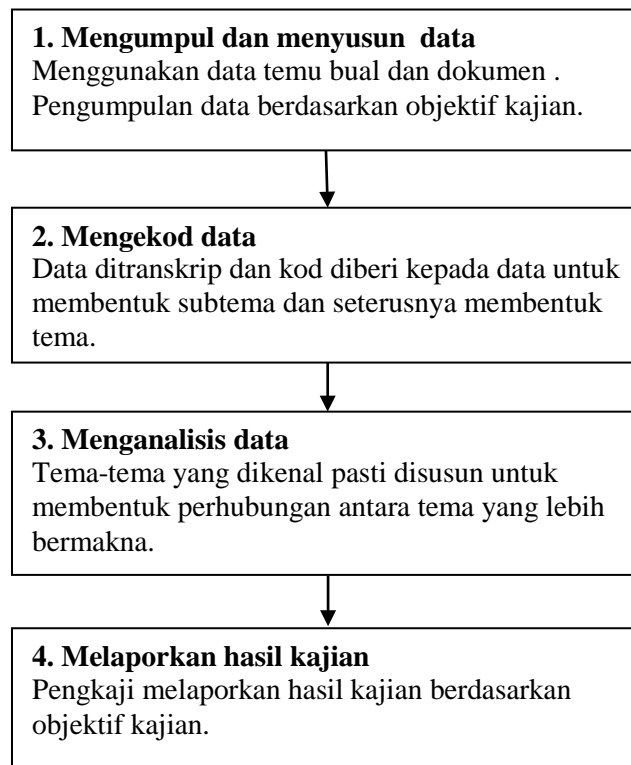 1. Mengumpul dan menyusun  data
Menggunakan data temu bual dan dokumen .
Pengumpulan data berdasarkan objektif kajian.
2. Mengekod data
Data ditranskrip dan kod diberi kepada data untuk
membentuk subtema dan seterusnya membentuk
tema.
3. Menganalisis data
Tema-tema yang dikenal pasti disusun untuk
membentuk perhubungan antara tema yang lebih
bermakna.
4. Melaporkan hasil kajian
Pengkaji melaporkan hasil kajian berdasarkan
objektif kajian.